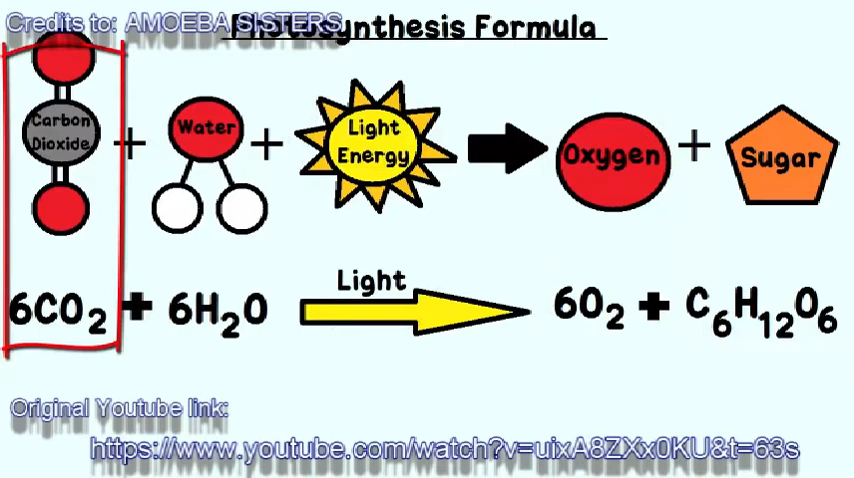 Credits to: AMOEBA SISTERS
Photosynthesis Formula
Carbon
Dioxide
+
Water
+
Light
Energy
Oxygen
+
Sugar
6CO₂ + 6H₂O
Light
6O₂ + C₆H₁₂O₆
Original Youtube link:
https://www.youtube.com/watch?v=uixA8ZXx0KU&t=63s